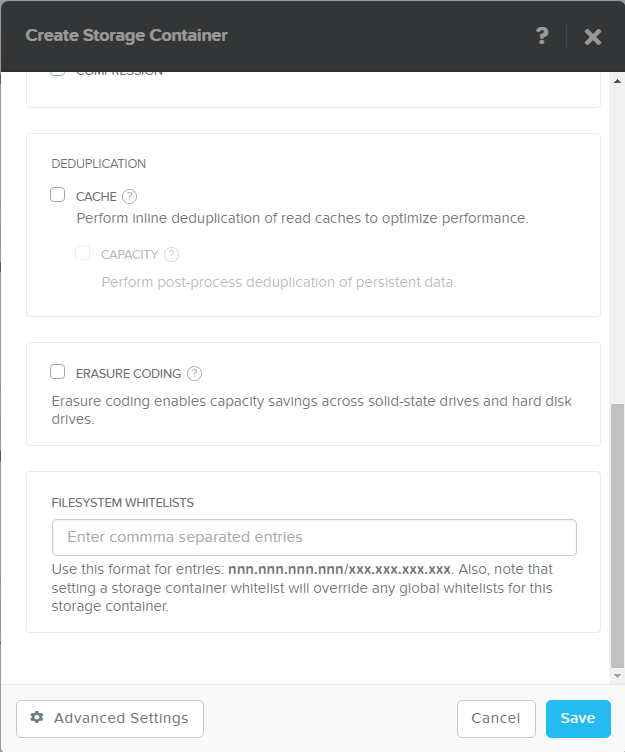 Create Storage Container
?
COMPRESSION
DEDUPLICATION
CACHE ?
Perform inline deduplication of read caches to optimize performance.
CAPACITY ?
Perform post-process deduplication of persistent data.
ERASURE CODING ?
Erasure coding enables capacity savings across solid-state drives and hard disk
drives.
FILESYSTEM WHITELISTS
Enter commma separated entries
Use this format for entries: nnn.nnn.nnn.nnn/xxx.xxx.xxx.xxx. Also, note that
setting a storage container whitelist will override any global whitelists for this
storage container.
Advanced Settings
Cancel
Save